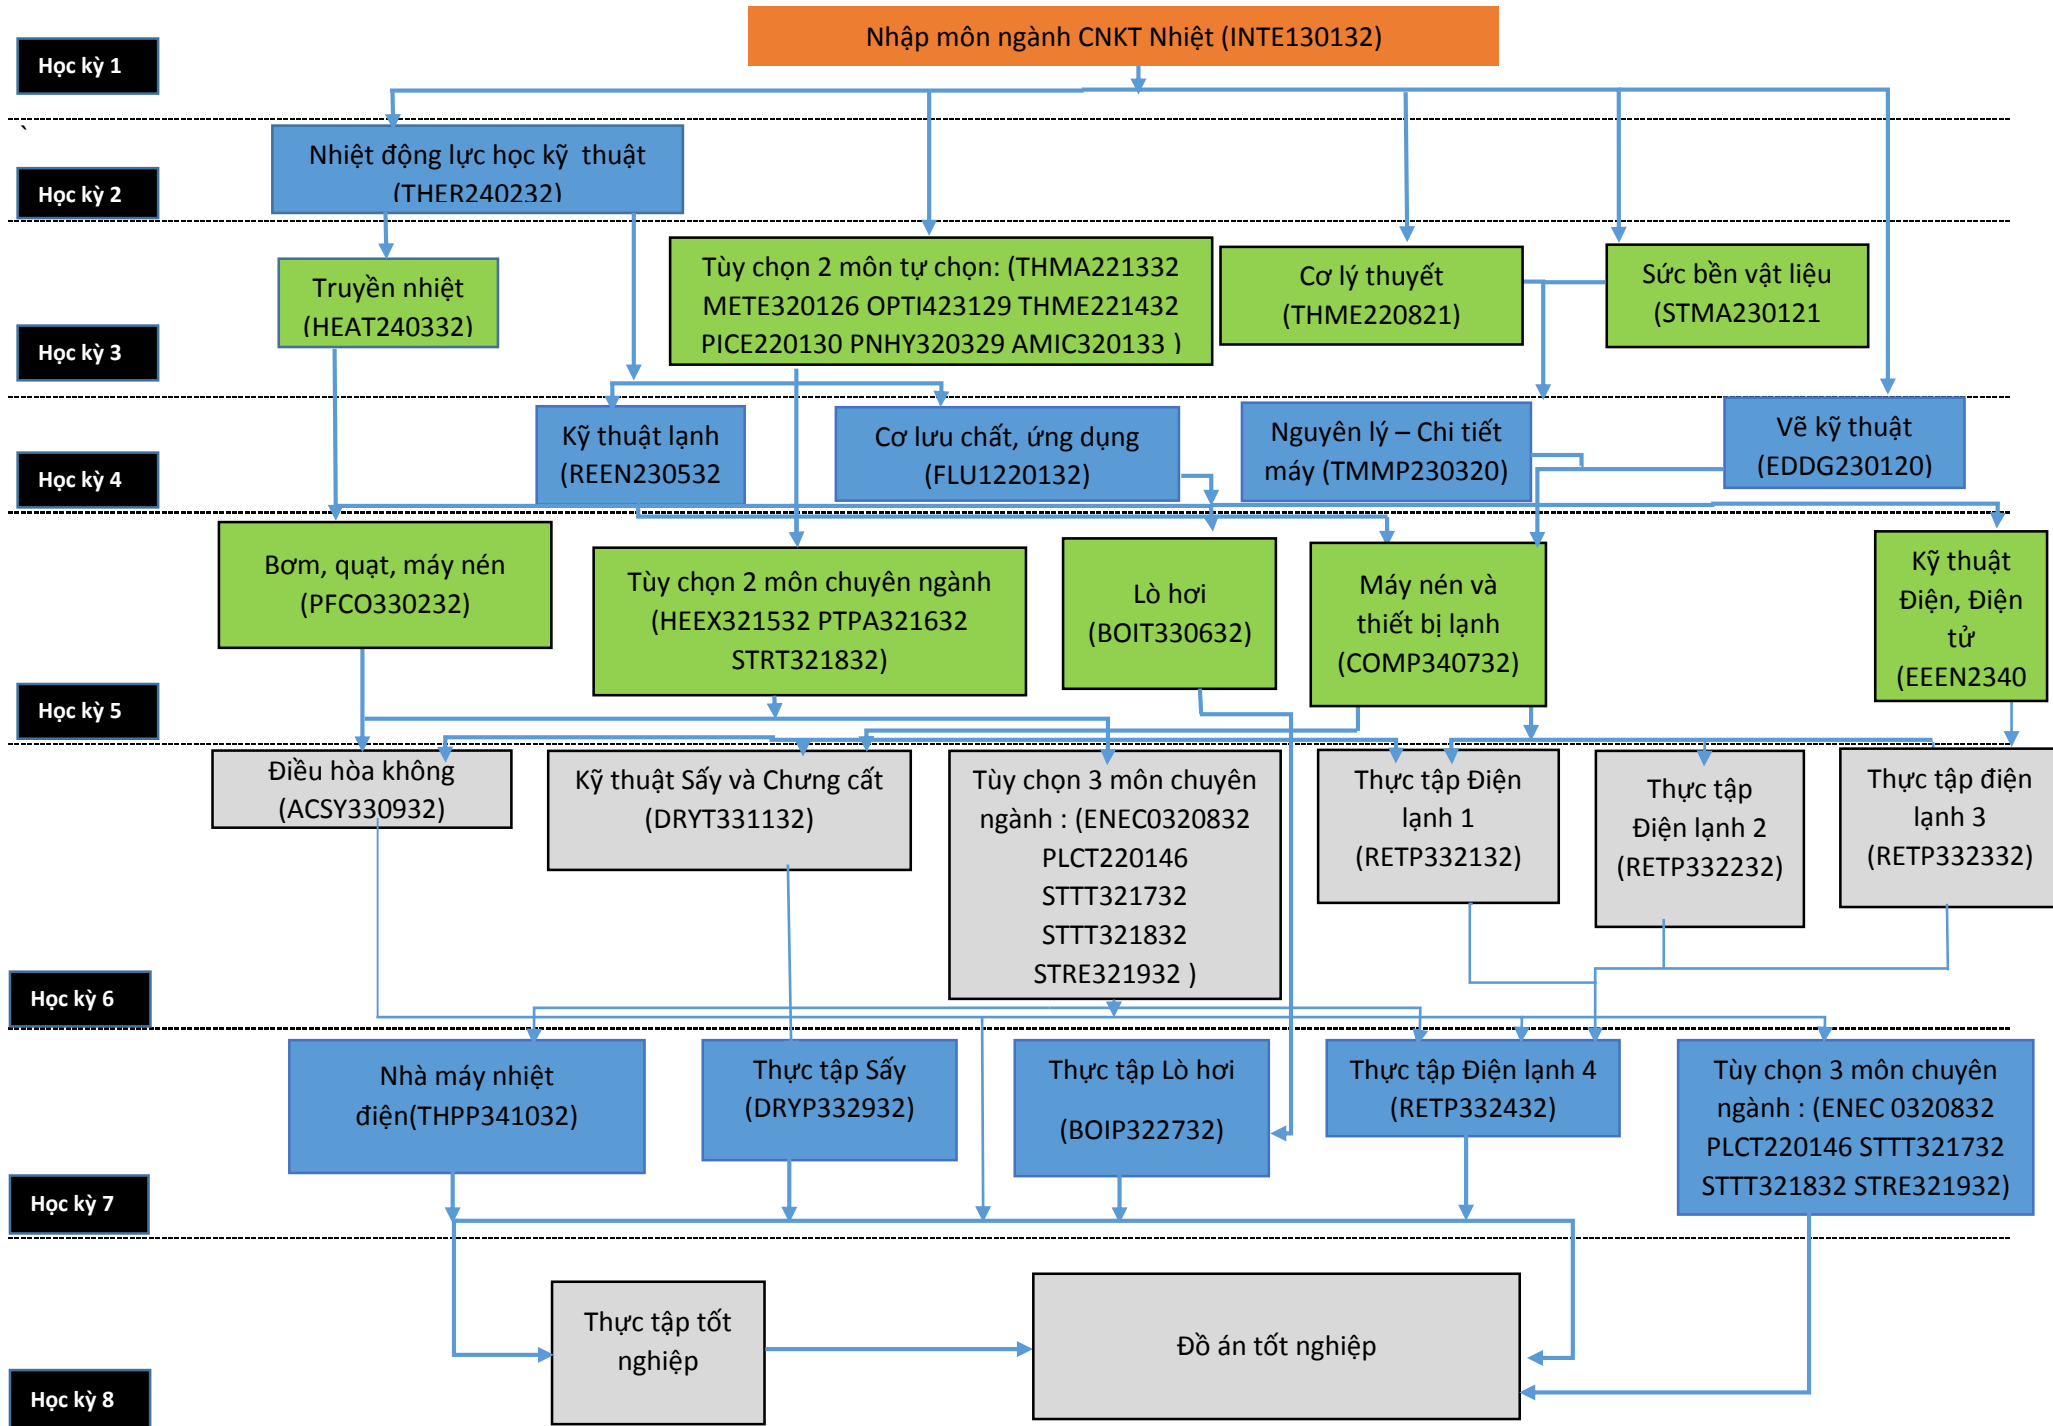 Nhập môn ngành CNKT Nhiệt (INTE130132)
Học kỳ 1
`
Nhiệt động lực học kỹ thuật
(THER240232)
Học kỳ 2
Truyền nhiệt
(HEAT240332)
Tùy chọn 2 môn tự chọn: (THMA221332
METE320126 OPTI423129 THME221432
PICE220130 PNHY320329 AMIC320133 )
Cơ lý thuyết
(THME220821)
Sức bền vật liệu
(STMA230121
Học kỳ 3
Kỹ thuật lạnh
(REEN230532
Cơ lưu chất, ứng dụng
(FLU1220132)
Nguyên lý – Chi tiết
máy (TMMP230320)
Vẽ kỹ thuật
(EDDG230120)
Học kỳ 4
Bơm, quạt, máy nén
(PFCO330232)
Tùy chọn 2 môn chuyên ngành
(HEEX321532 PTPA321632
STRT321832)
Lò hơi
(BOIT330632)
Máy nén và
thiết bị lạnh
(COMP340732)
Kỹ thuật
Điện, Điện
tử
(EEEN2340
Học kỳ 5
Điều hòa không
(ACSY330932)
Kỹ thuật Sấy và Chưng cất
(DRYT331132)
Tùy chọn 3 môn chuyên
ngành : (ENEC0320832
PLCT220146
STTT321732
STTT321832
STRE321932 )
Thực tập Điện
lạnh 1
(RETP332132)
Thực tập
Điện lạnh 2
(RETP332232)
Thực tập điện
lạnh 3
(RETP332332)
Học kỳ 6
Nhà máy nhiệt
điện(THPP341032)
Thực tập Sấy
(DRYP332932)
Thực tập Lò hơi
(BOIP322732)
Thực tập Điện lạnh 4
(RETP332432)
Tùy chọn 3 môn chuyên
ngành : (ENEC 0320832
PLCT220146 STTT321732
STTT321832 STRE321932)
Học kỳ 7
Thực tập tốt
nghiệp
Đồ án tốt nghiệp
Học kỳ 8